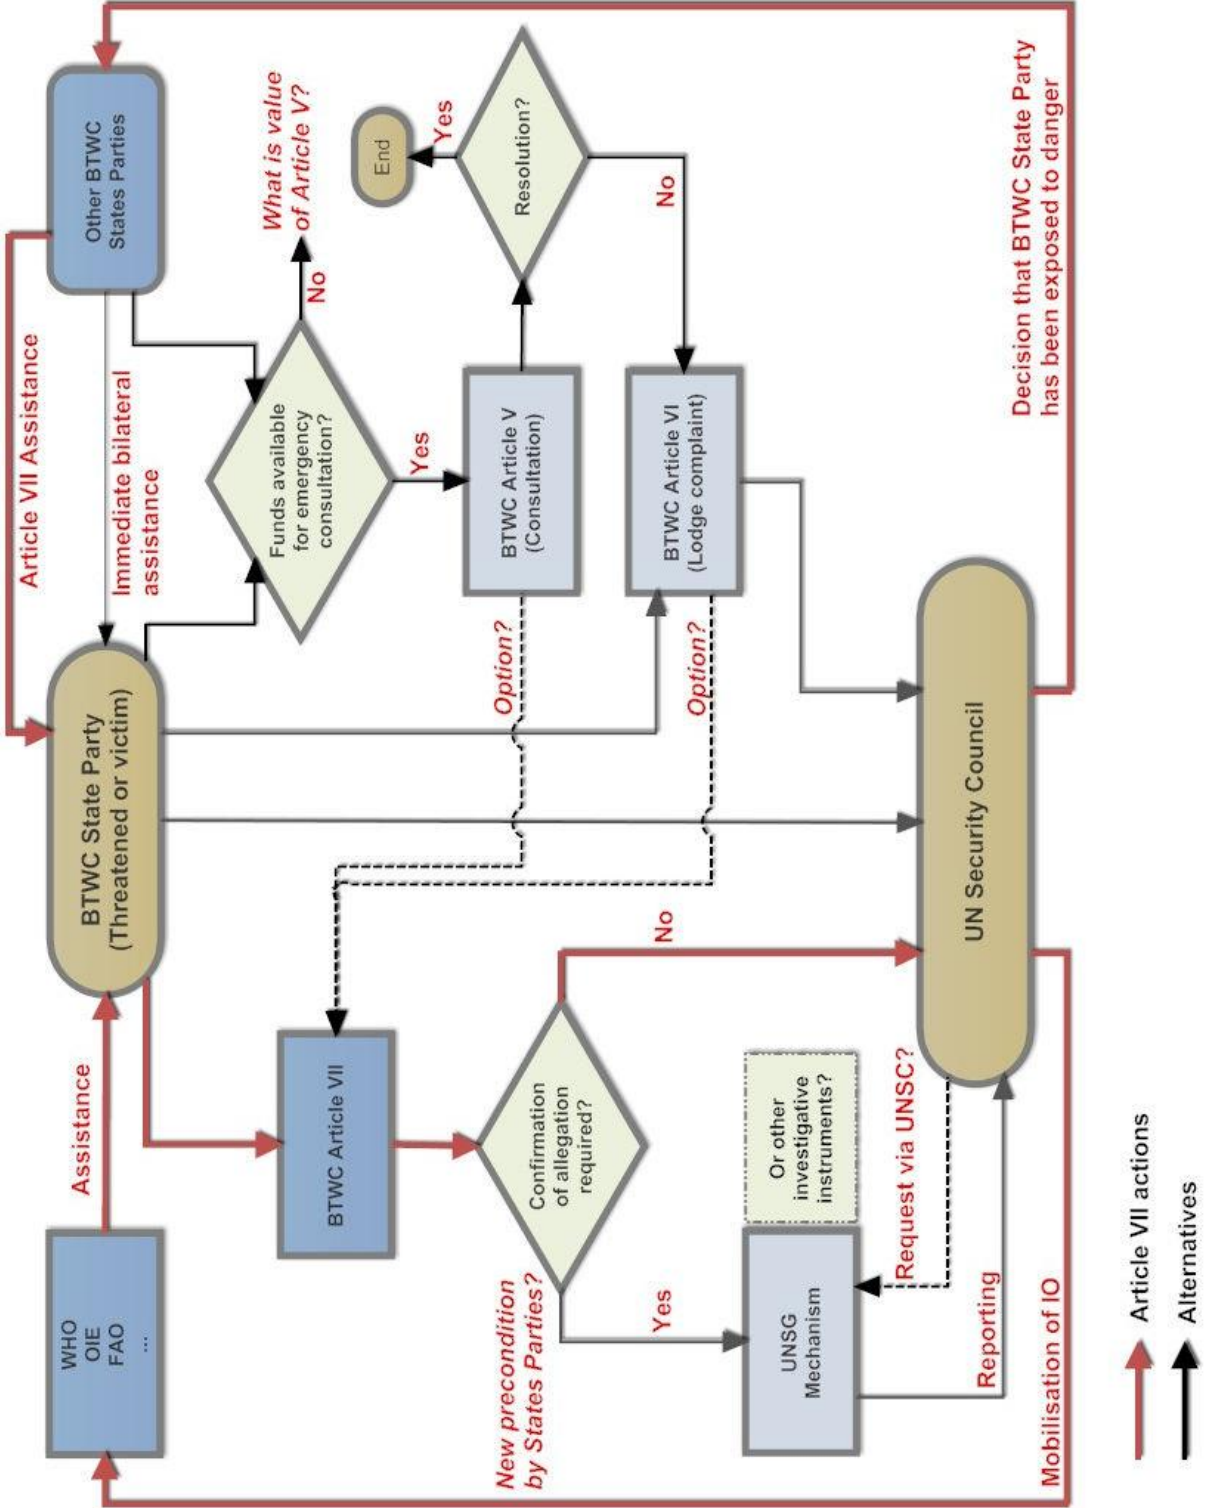 WHO
OIE
FAO
...
Assistance
BTWC State Party
(Threatened or victim)
Article VII Assistance
Immediate bilateral
assistance
Other BTWC
States Parties
BTWC Article VII
Funds available
for emergency
consultation?
No
What is value
of Article V?
Yes
End
Yes
New precondition
by States Parties?
Confirmation
of allegation
required?
Option?
BTWC Article V
(Consultation)
Resolution?
Yes
No
Option?
BTWC Article VI
(Lodge complaint)
No
UNSG
Mechanism
Or other
investigative
instruments?
Request via UNSC?
Reporting
UN Security Council
Mobilisation of IO
Decision that BTWC State Party
has been exposed to danger
Article VII actions
Alternatives